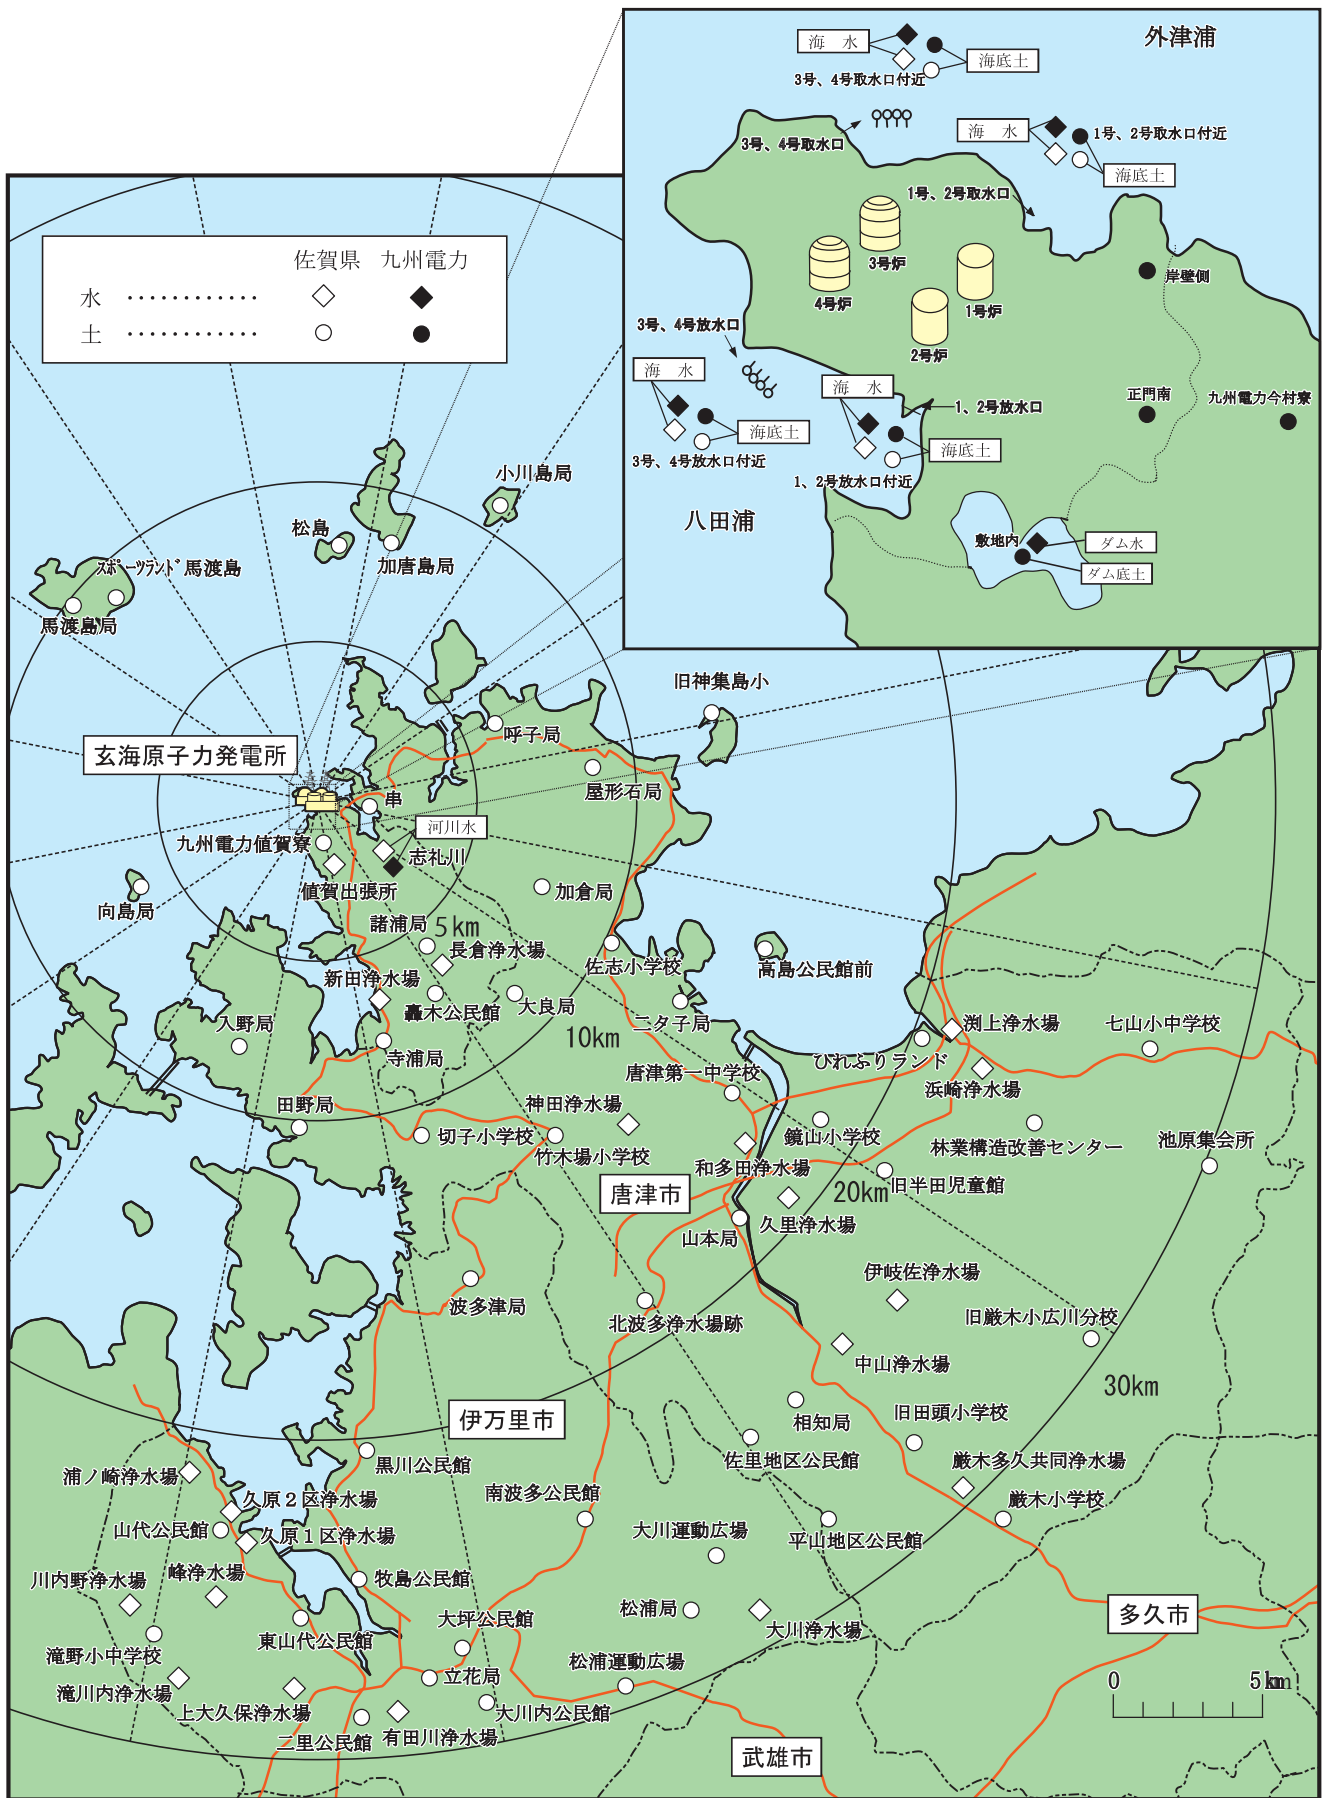 外津浦
海　水
海底土
3号、4号取水口付近
3号、4号取水口
海　水
1号、2号取水口付近
海底土
1号、2号取水口
3号炉
4号炉
1号炉
2号炉
岸壁側
3号、4号放水口
海　水
海底土
3号、4号放水口付近
海　水
1、2号放水口
海底土
1、2号放水口付近
正門南
九州電力今村寮
八田浦
敷地内
ダム水
ダム底土
佐賀県　九州電力
水 ‥‥‥‥‥‥
土 ‥‥‥‥‥‥
小川島局
松島
加唐島局
ｽﾎﾟｰﾂﾗﾝﾄﾞ馬渡島
馬渡島局
旧神集島小
呼子局
玄海原子力発電所
屋形石局
串
河川水
九州電力値賀寮
志礼川
値賀出張所
加倉局
向島局
諸浦局
5km
長倉浄水場
佐志小学校
高島公民館前
新田浄水場
轟木公民館
大良局
二タ子局
入野局
10km
渕上浄水場
七山小中学校
寺浦局
ひれふりランド
唐津第一中学校
浜崎浄水場
田野局
神田浄水場
切子小学校
竹木場小学校
鏡山小学校
林業構造改善センター
池原集会所
和多田浄水場
唐津市
20km
旧半田児童館
久里浄水場
山本局
伊岐佐浄水場
波多津局
北波多浄水場跡
旧厳木小広川分校
中山浄水場
30km
伊万里市
相知局
旧田頭小学校
黒川公民館
佐里地区公民館
厳木多久共同浄水場
浦ノ崎浄水場
久原２区浄水場
南波多公民館
厳木小学校
山代公民館
久原１区浄水場
大川運動広場
平山地区公民館
川内野浄水場
峰浄水場
牧島公民館
松浦局
大川浄水場
多久市
大坪公民館
東山代公民館
滝野小中学校
滝川内浄水場
立花局
松浦運動広場
0
5km
上大久保浄水場
大川内公民館
二里公民館
有田川浄水場
武雄市